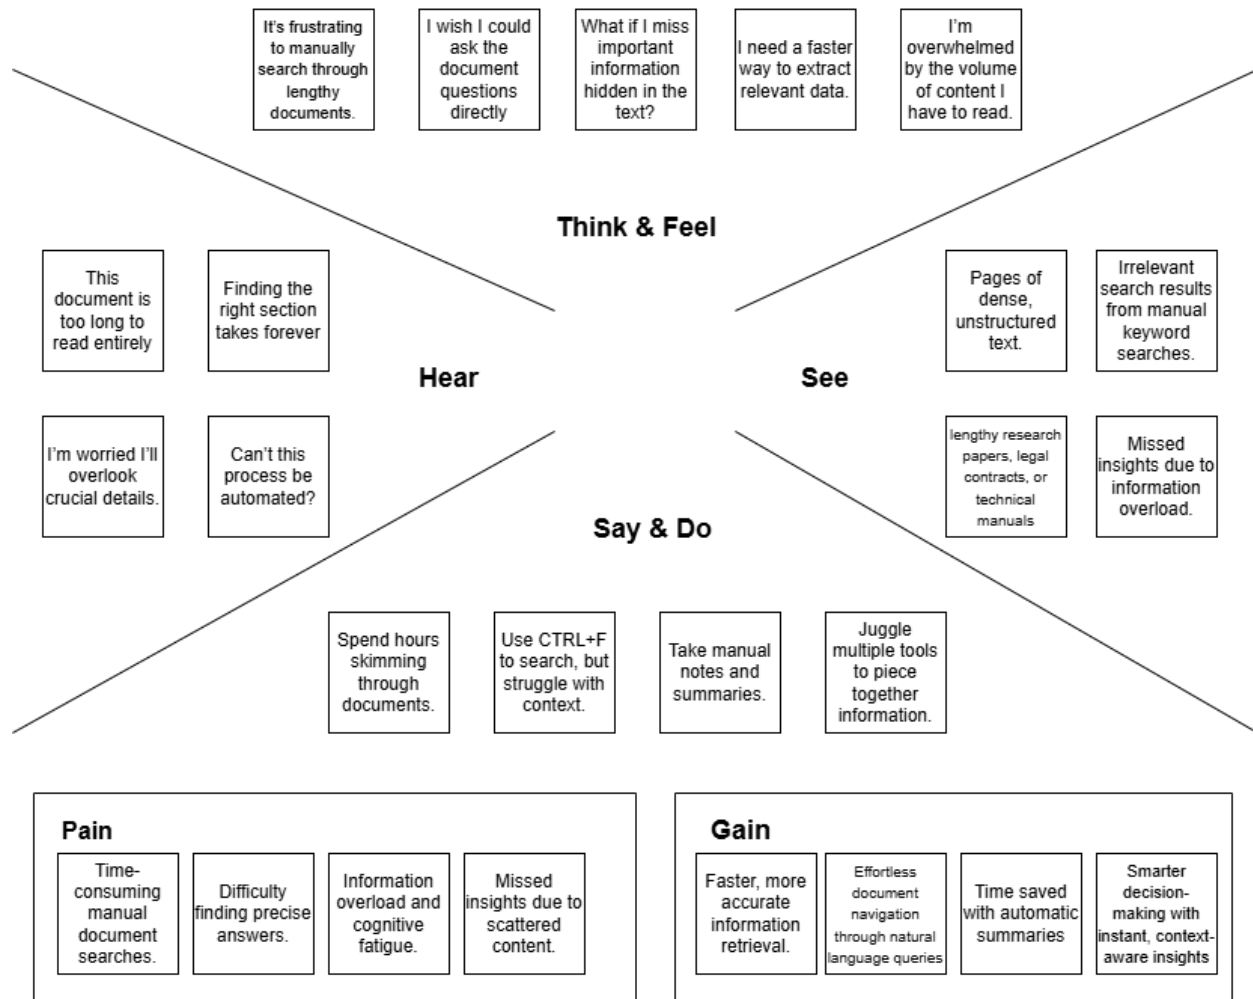 It's frustrating
to manually
search through
lengthy
documents.
I wish I could
ask the
document
questions
directly
What if I miss
important
information
hidden in the
text?
I need a faster
way to extract
relevant data.
I'm
overwhelmed
by the volume
of content I
have to read.
Think & Feel
This
document is
too long to
read entirely
Finding the
right section
takes forever
I'm worried I'll
overlook
crucial details.
Can't this
process be
automated?
Hear
See
Pages of
dense,
unstructured
text.
Irrelevant
search results
from manual
keyword
searches.
lengthy research
papers, legal
contracts, or
technical
manuals
Missed
insights due to
information
overload.
Say & Do
Spend hours
skimming
through
documents.
Use CTRL+F
to search, but
struggle with
context.
Take manual
notes and
summaries.
Juggle
multiple tools
to piece
together
information.
Pain
Time-
consuming
manual
document
searches.
Difficulty
finding precise
answers.
Information
overload and
cognitive
fatigue.
Missed
insights due to
scattered
content.
Gain
Faster, more
accurate
information
retrieval.
Effortless
document
navigation
through natural
language queries
Time saved
with automatic
summaries
Smarter
decision-
making with
instant, context-
aware insights